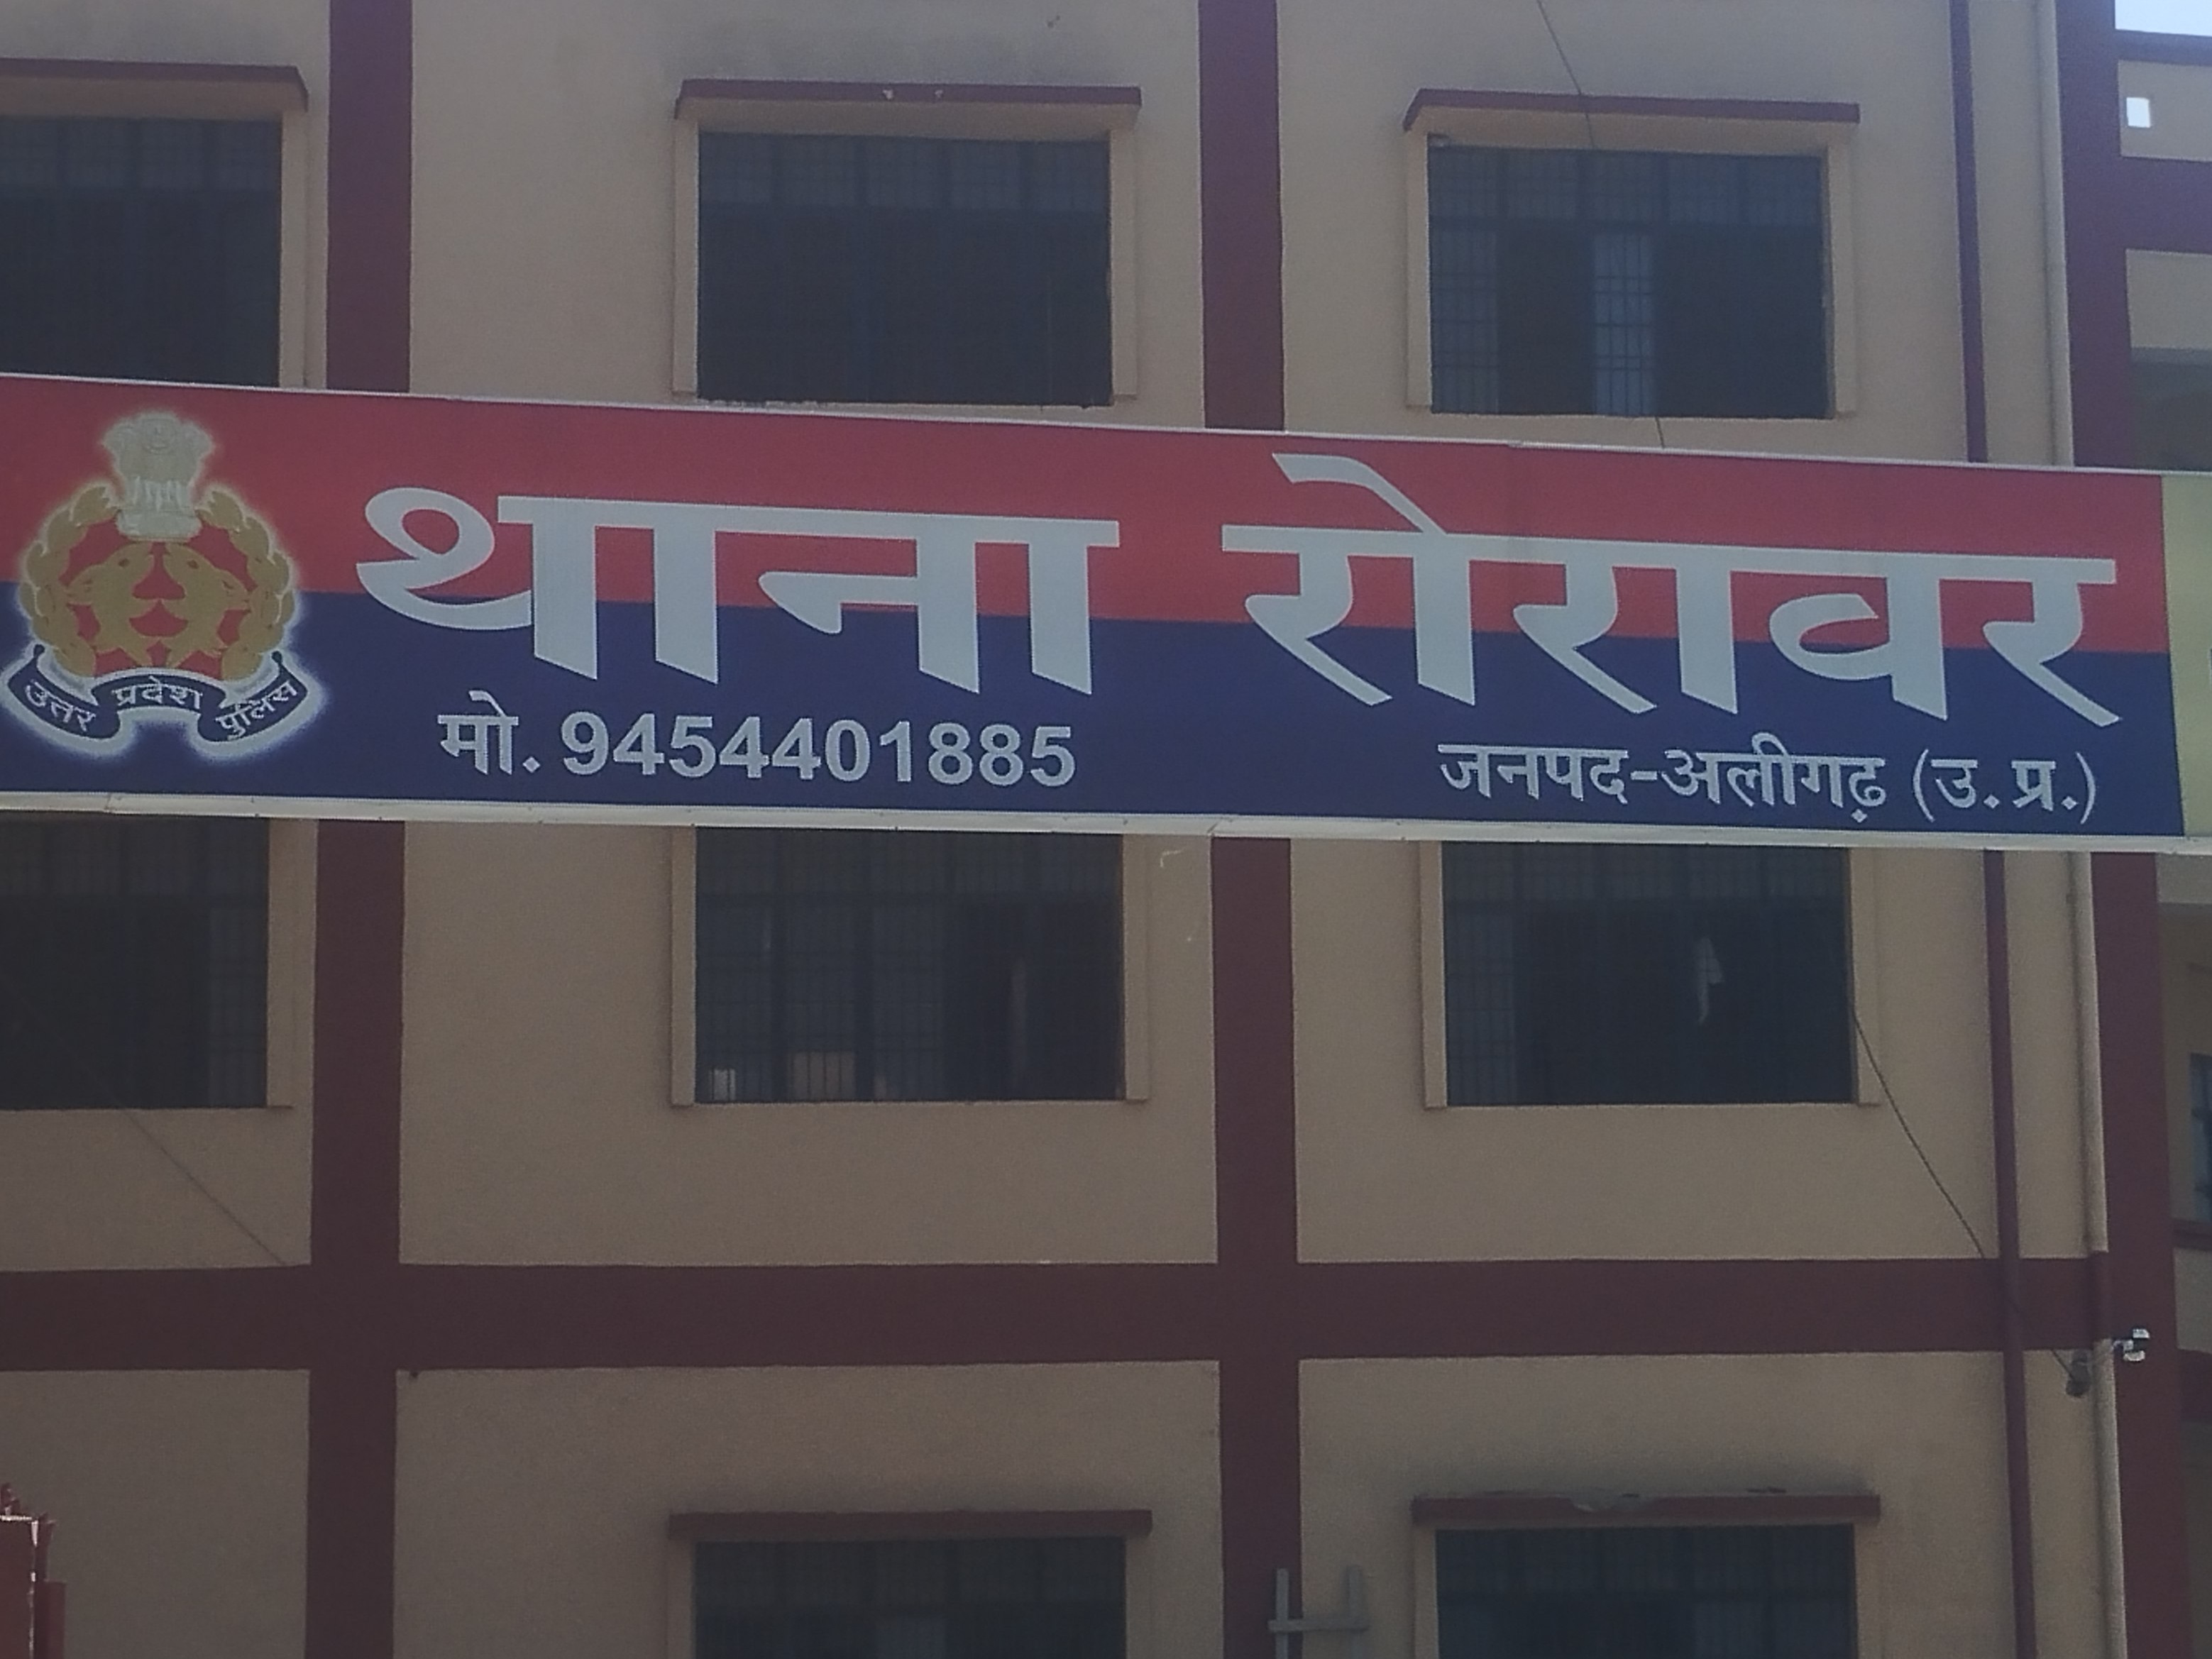 थाना रोरावर
उत्तर प्रदेश पुलिस
मो. 9454401885
जनपद-अलीगढ़ (उ.प्र.)